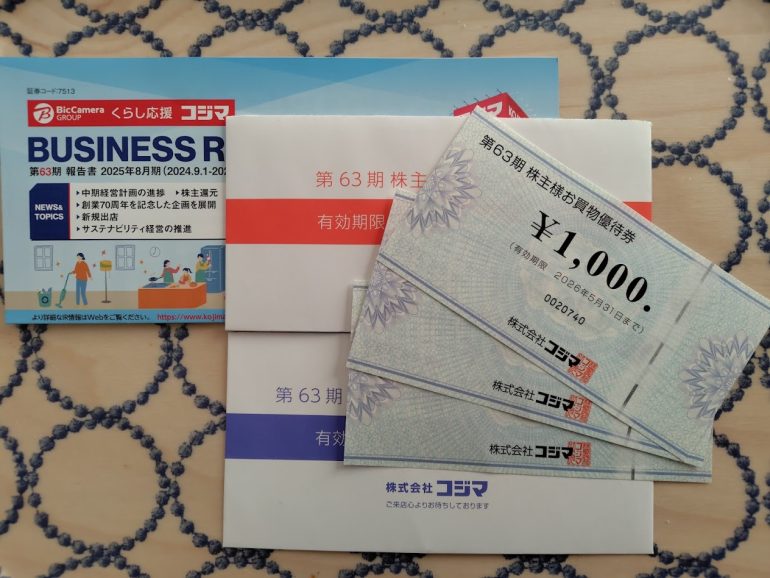 証券コード:7513
BicCamera GROUP くらし応援 コジマ
BUSINESS R
第63期 報告書 2025年8月期(2024.9.1-202
NEWS& TOPICS
▸中期経営計画の進捗 ▸株主還元
▸創業70周年を記念した企画を展開
▸新規出店
▸サステナビリティ経営の推進
より詳細なIR情報はWebをご覧ください。 https://www.kojima
第 63 期 株主
有効期限
第 63 期
有効
株式会社 コジマ
ご来店心よりお待ちしております
第63期 株主様お買物優待券
¥1,000.
(有効期限 2026年5月31日まで)
0020740
株式会社 コジマ
株式会社 コジマ
株式会社 コジマ